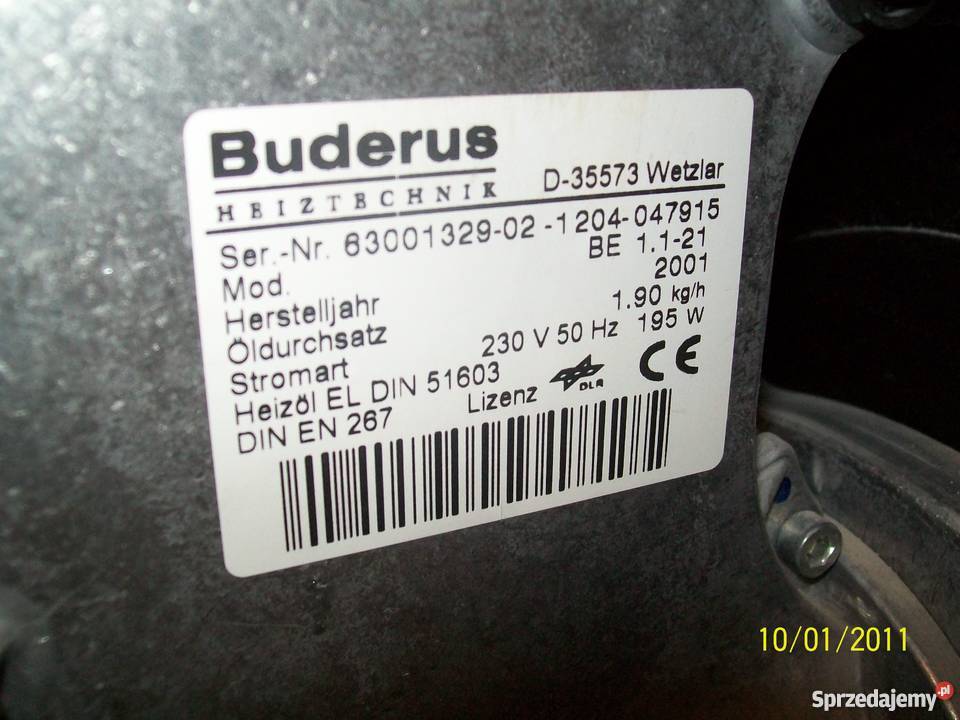 Buderus
HEIZTECHNIK
D-35573 Wetzlar
Ser.-Nr. 63001329-02 -1204-047915
Mod. BE 1.1-21
Herstelljahr 2001
Öldurchsatz 1.90 kg/h
Stromart 230 V 50 Hz 195 W
Heizöl EL DIN 51603
DIN EN 267 Lizenz DLR CE
10/01/2011
Sprzedajemy.pl